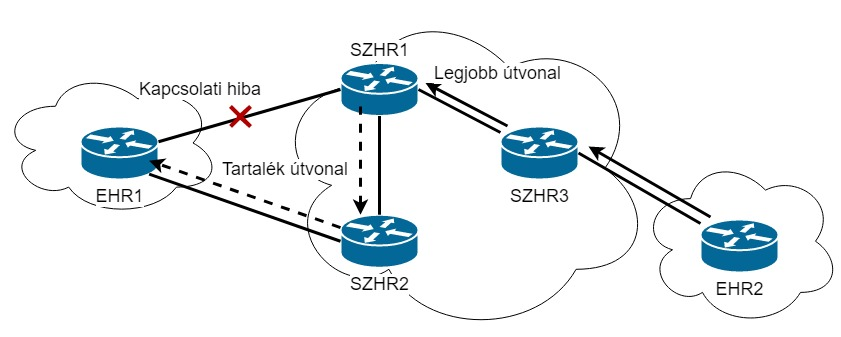 SZHR1
Legjobb útvonal
Kapcsolati hiba
Tartalék útvonal
EHR1
SZHR3
SZHR2
EHR2